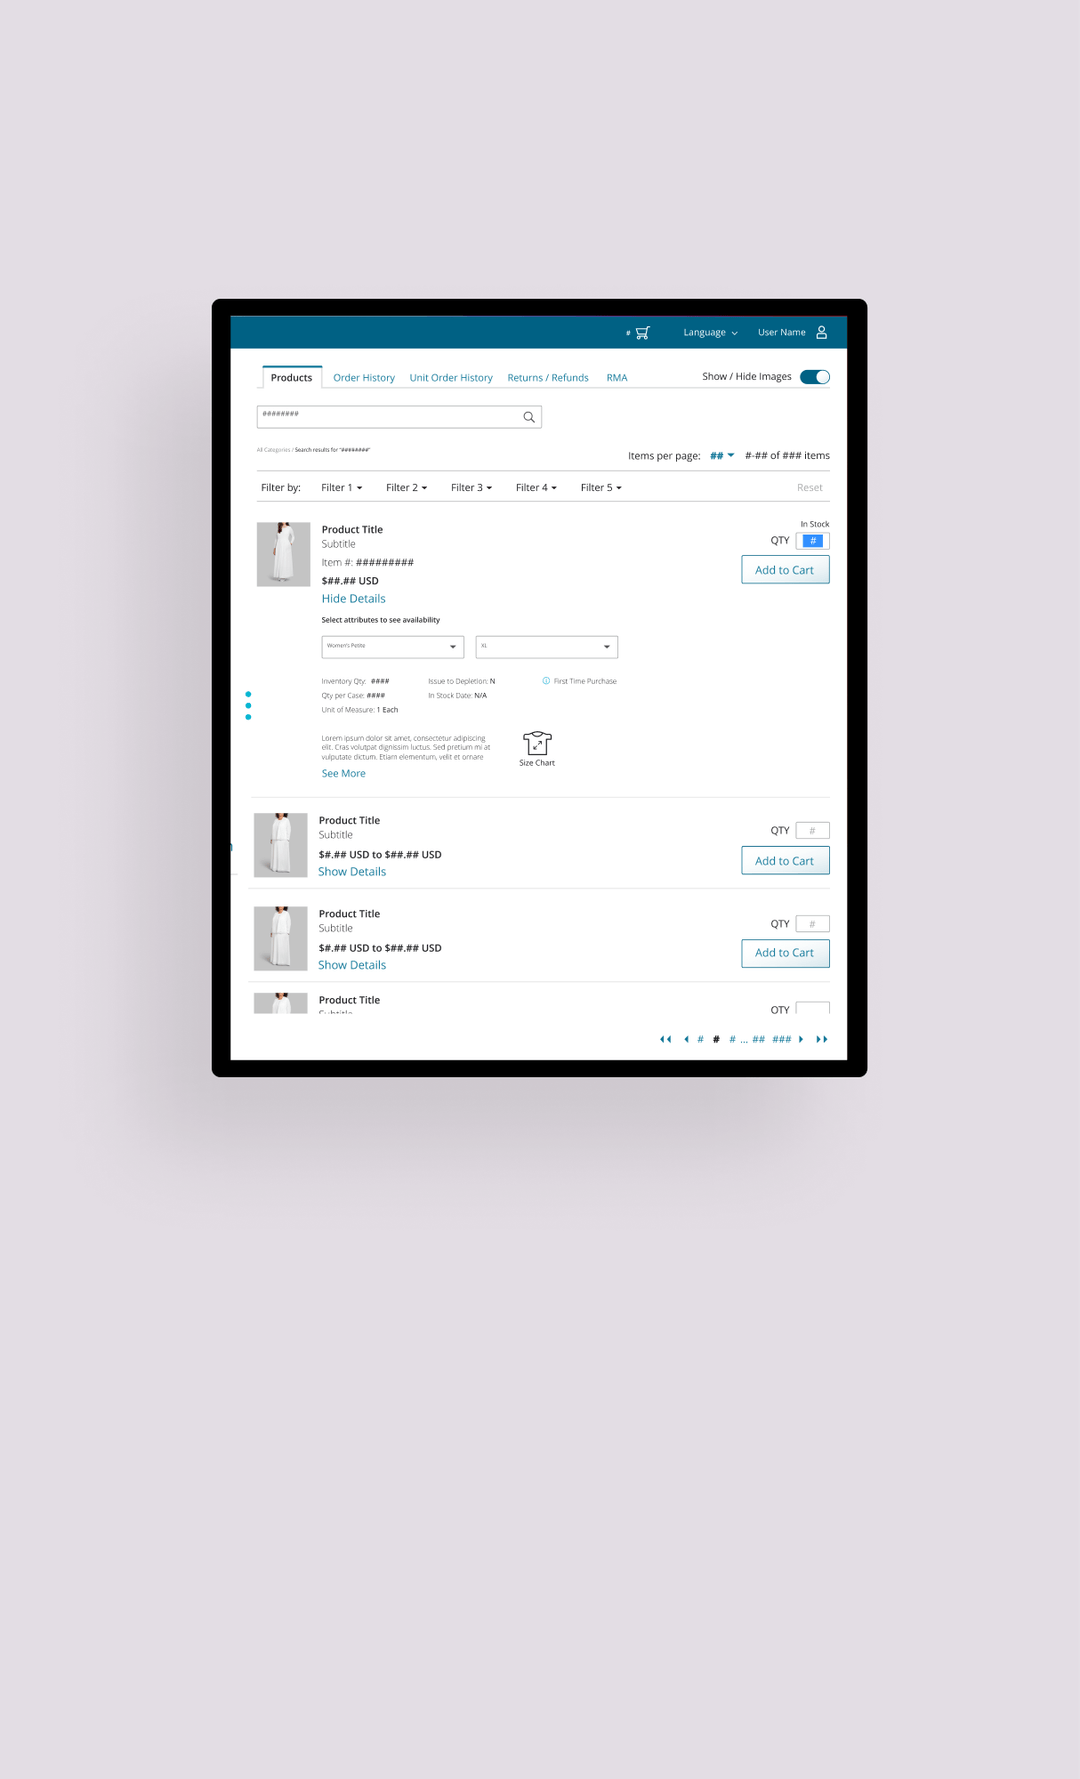 # Language User Name
Products Order History Unit Order History Returns / Refunds RMA Show / Hide Images
########
All Categories / Search results for "########"
Items per page: ## #-## of ### items
Filter by: Filter 1 Filter 2 Filter 3 Filter 4 Filter 5 Reset
Product Title In Stock
Subtitle QTY #
Item #: #########
Add to Cart
$##.## USD
Hide Details
Select attributes to see availability
Women's Petite XL
Inventory Qty: #### Issue to Depletion: N First Time Purchase
Qty per Case: #### In Stock Date: N/A
Unit of Measure: 1 Each
Lorem ipsum dolor sit amet, consectetur adipiscing
elit. Cras volutpat dignissim luctus. Sed pretium mi at
vulputate dictum. Etiam elementum, velit et ornare
Size Chart
See More
Product Title
Subtitle QTY #
$#.## USD to $##.## USD
Add to Cart
Show Details
Product Title
Subtitle QTY #
$#.## USD to $##.## USD
Add to Cart
Show Details
Product Title
Subtitle QTY
# # # ... ## ###